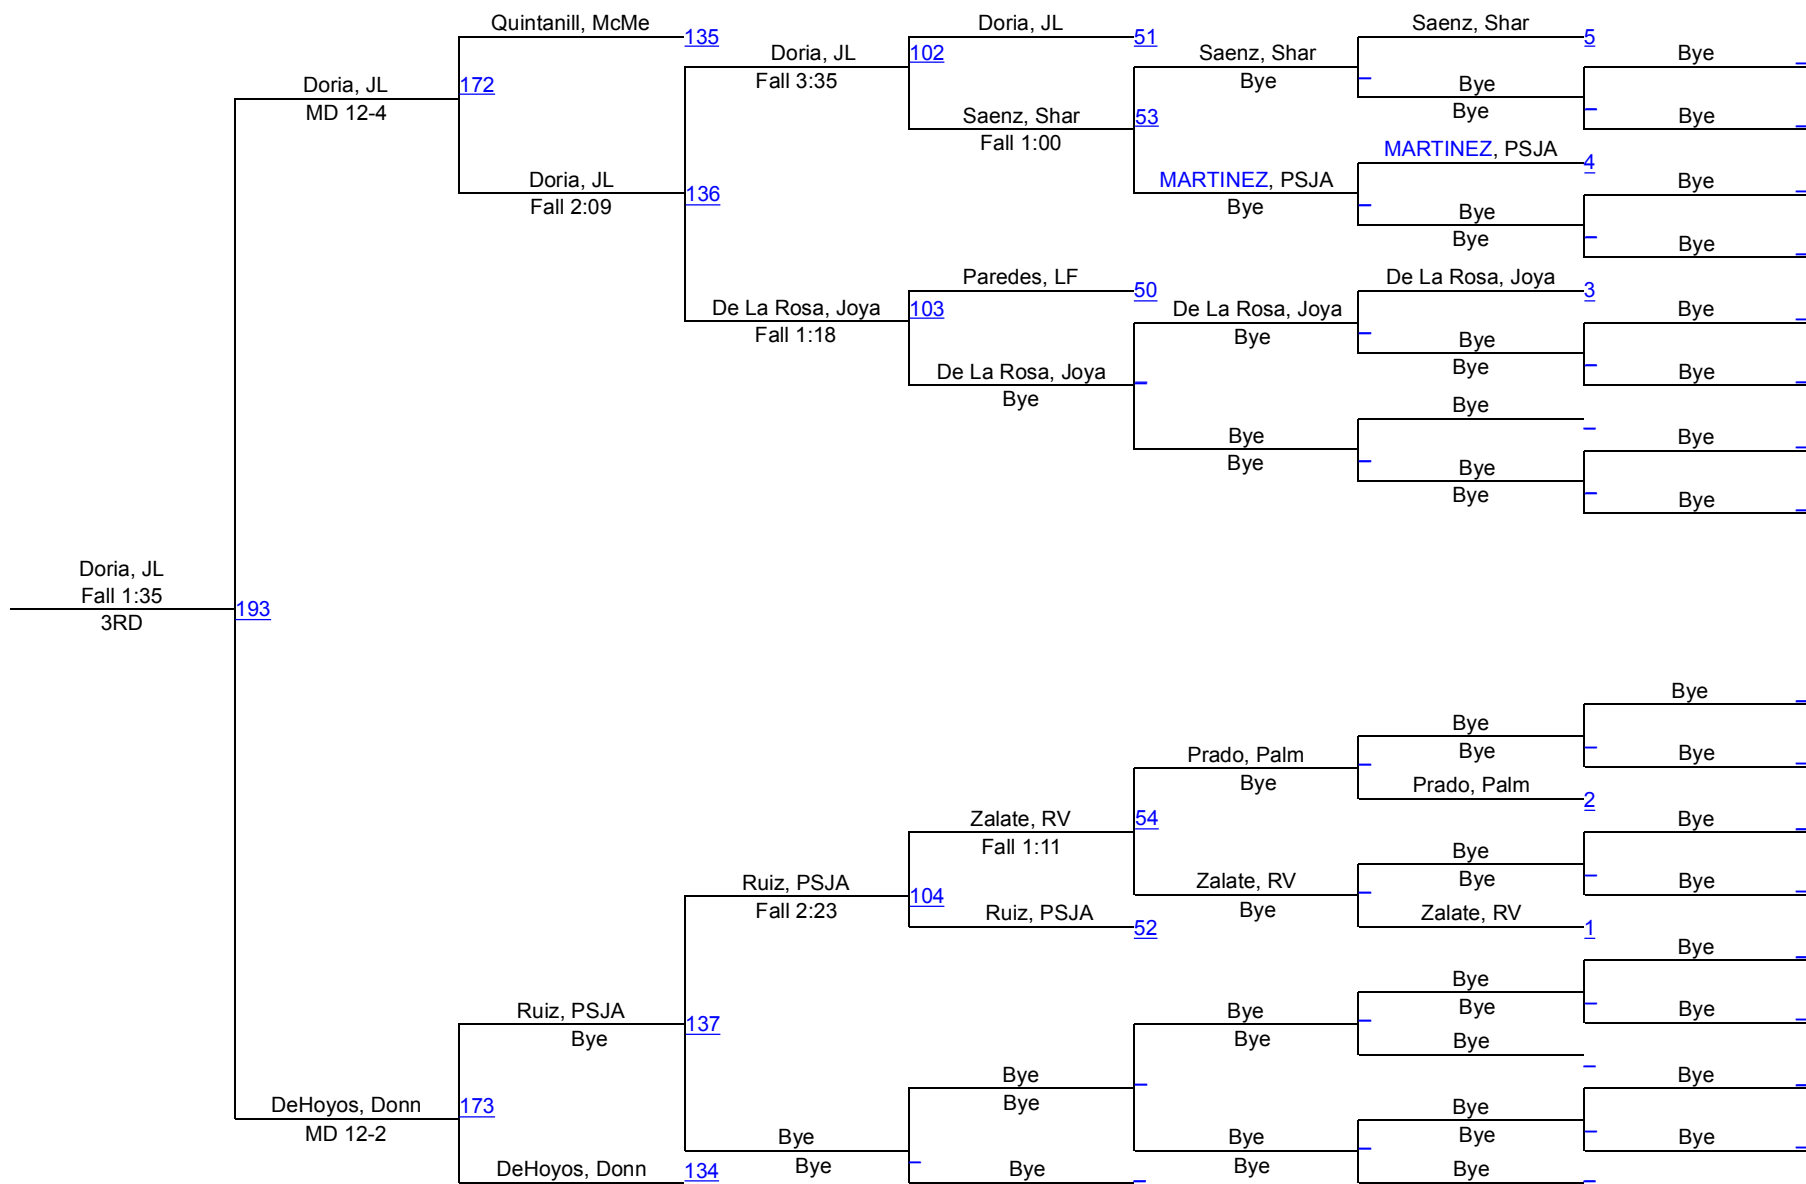 Quintanill, McMe
135
Doria, JL
51
Saenz, Shar
5
Doria, JL
Fall 3:35
102
Saenz, Shar
Bye
Bye
Doria, JL
MD 12-4
172
Bye
Bye
Saenz, Shar
Fall 1:00
53
Bye
MARTINEZ, PSJA
4
Doria, JL
Fall 2:09
136
MARTINEZ, PSJA
Bye
Bye
Bye
Bye
Bye
Paredes, LF
50
De La Rosa, Joya
3
De La Rosa, Joya
Fall 1:18
103
De La Rosa, Joya
Bye
Bye
Bye
Bye
De La Rosa, Joya
Bye
Bye
Bye
Bye
Bye
Bye
Bye
Bye
Bye
Doria, JL
Fall 1:35
3RD
193
Bye
Bye
Bye
Prado, Palm
Bye
Bye
Prado, Palm
2
Zalate, RV
Fall 1:11
54
Bye
Bye
Bye
Ruiz, PSJA
Fall 2:23
104
Zalate, RV
Bye
Bye
Ruiz, PSJA
52
Zalate, RV
1
Bye
Bye
Bye
Ruiz, PSJA
Bye
137
Bye
Bye
Bye
Bye
Bye
Bye
Bye
DeHoyos, Donn
MD 12-2
173
Bye
Bye
Bye
Bye
Bye
Bye
Bye
DeHoyos, Donn
134
Bye
Bye